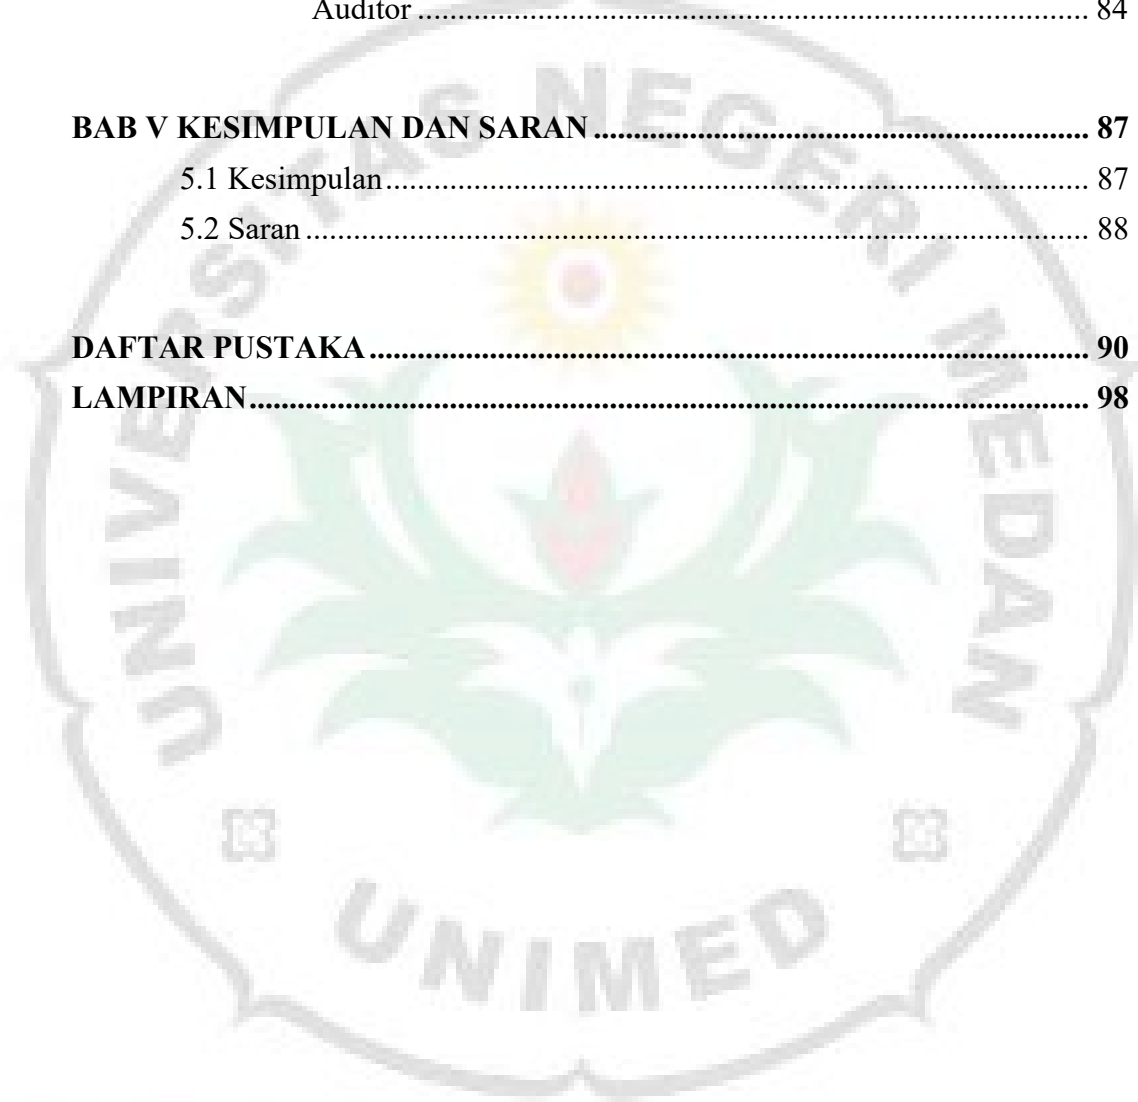 Auditor ..................................................................................... 84
BAB V KESIMPULAN DAN SARAN .............................................................. 87
5.1 Kesimpulan......................................................................................... 87
5.2 Saran ................................................................................................... 88
DAFTAR PUSTAKA ........................................................................................... 90
LAMPIRAN.......................................................................................................... 98
UNIVERSITAS NEGERI MEDAN
UNIMED